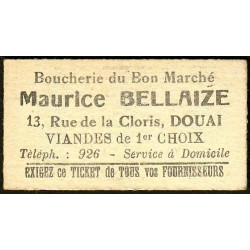 Boucherie du Bon Marché
Maurice BELLAIZE
13, Rue de la Cloris, DOUAI
VIANDES de 1er CHOIX
Téléph. : 926 - Service à Domicile
EXIGEZ ce TICKET de TOUS vos FOURNISSEURS